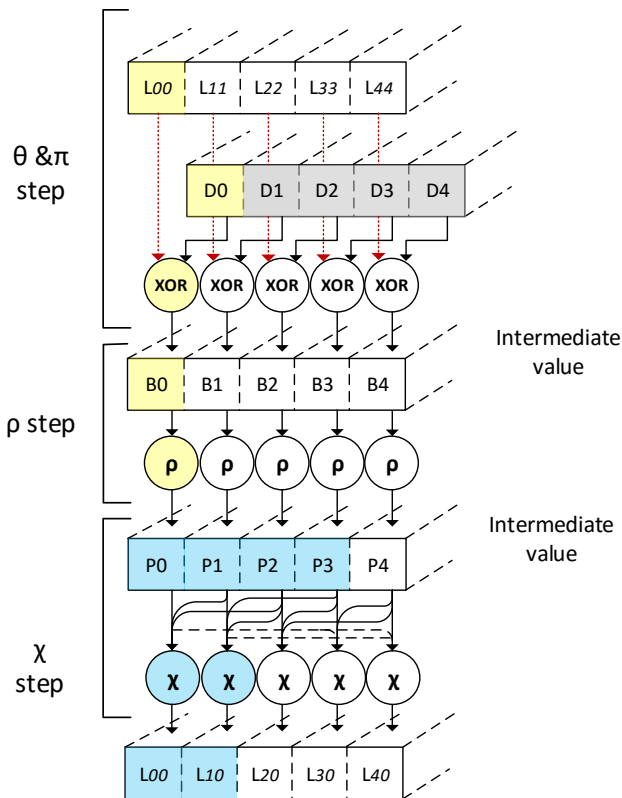 L00 L11 L22 L33 L44
θ &π
step
D0 D1 D2 D3 D4
XOR XOR XOR XOR XOR
Intermediate
value
B0 B1 B2 B3 B4
ρ step
ρ ρ ρ ρ ρ
Intermediate
value
P0 P1 P2 P3 P4
χ
step
χ χ χ χ χ
L00 L10 L20 L30 L40